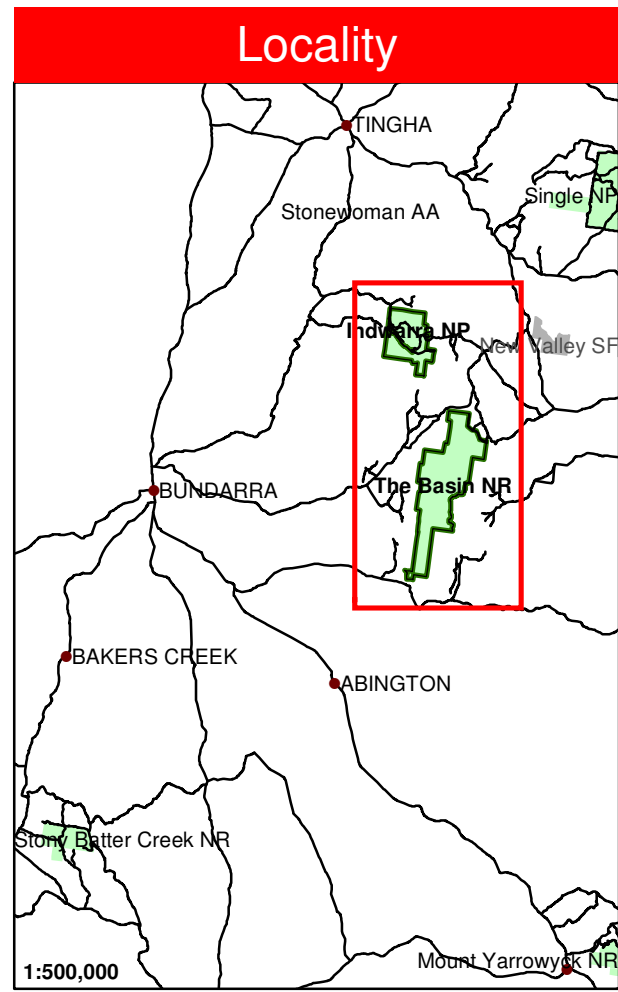 Locality
TINGHA
Single NP
Stonewoman AA
Indwarra NP
New Valley SF
The Basin NR
BUNDARRA
BAKERS CREEK
ABINGTON
Stony Batter Creek NR
Mount Yarrowyck NR
1:500,000